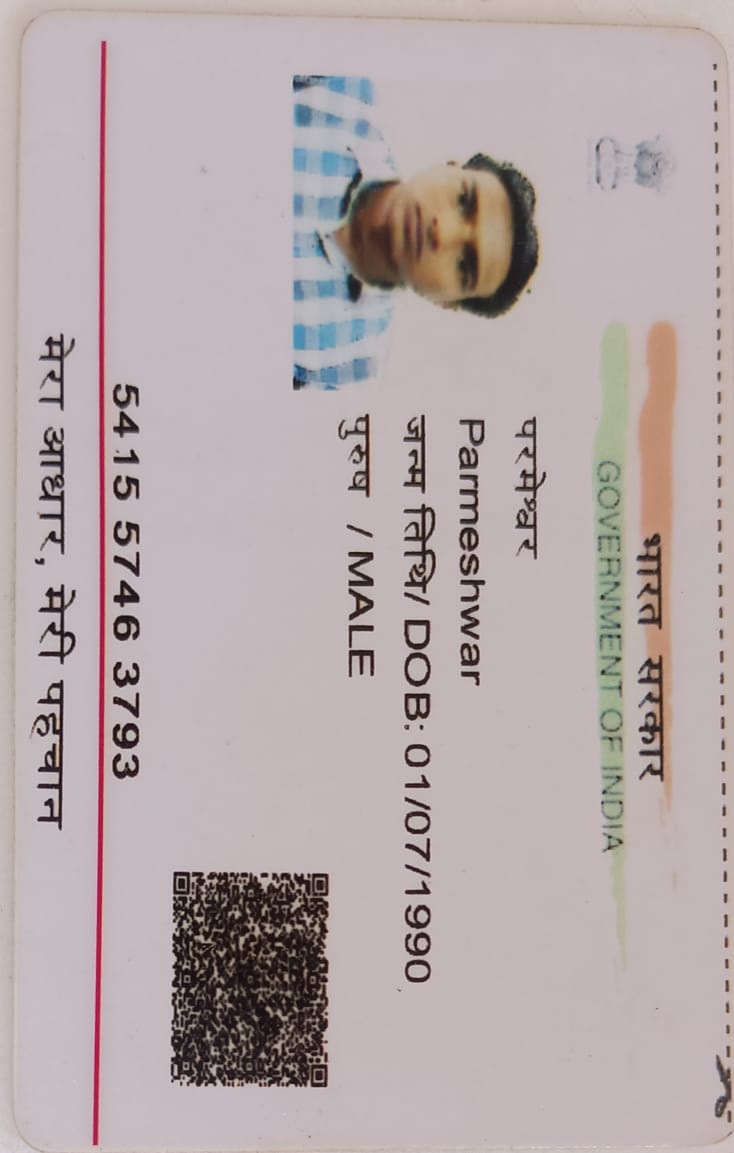 भारत सरकार
GOVERNMENT OF INDIA
परमेश्वर
Parmeshwar
जन्म तिथि/ DOB: 01/07/1990
पुरुष / MALE
5415 5746 3793
मेरा आधार, मेरी पहचान